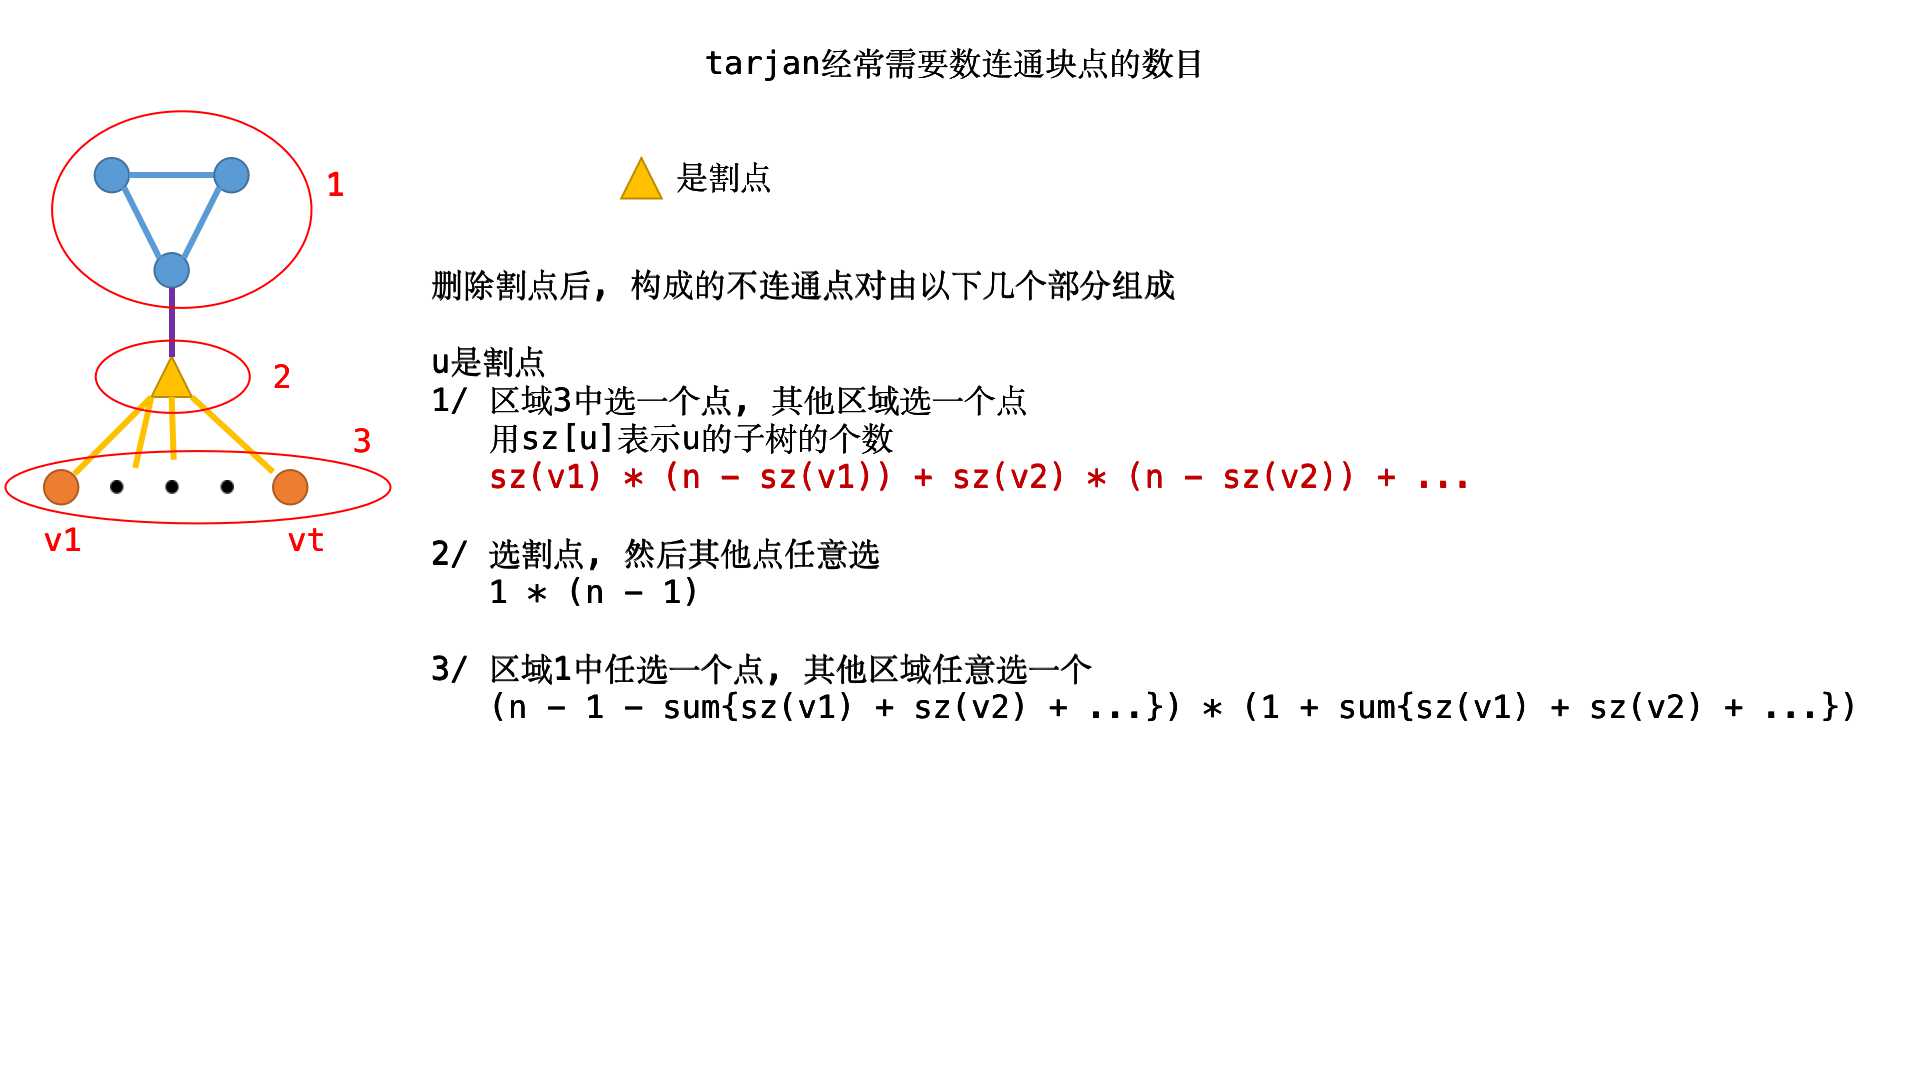 tarjan经常需要数连通块点的数目
是割点
1
2
3
v1
vt
删除割点后, 构成的不连通点对由以下几个部分组成
u是割点
1/ 区域3中选一个点, 其他区域选一个点
用sz[u]表示u的子树的个数
sz(v1) * (n - sz(v1)) + sz(v2) * (n - sz(v2)) + ...
2/ 选割点, 然后其他点任意选
1 * (n - 1)
3/ 区域1中任选一个点, 其他区域任意选一个
(n - 1 - sum{sz(v1) + sz(v2) + ...}) * (1 + sum{sz(v1) + sz(v2) + ...})